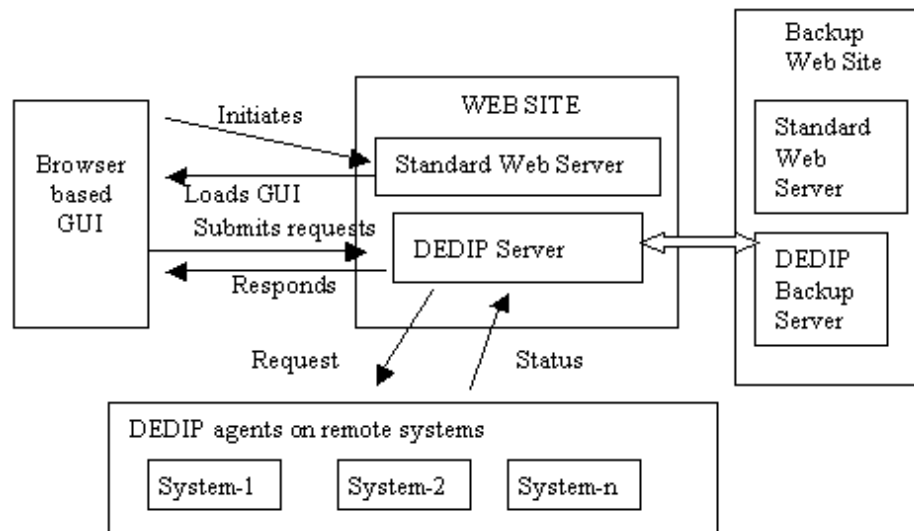 Backup
Web Site
WEB SITE
Initiates
Standard Web Server
Standard
Web
Server
Browser
based
GUI
Loads GUI
Submits requests
DEDIP Server
Responds
DEDIP
Backup
Server
Request
Status
DEDIP agents on remote systems
System-1
System-2
System-n